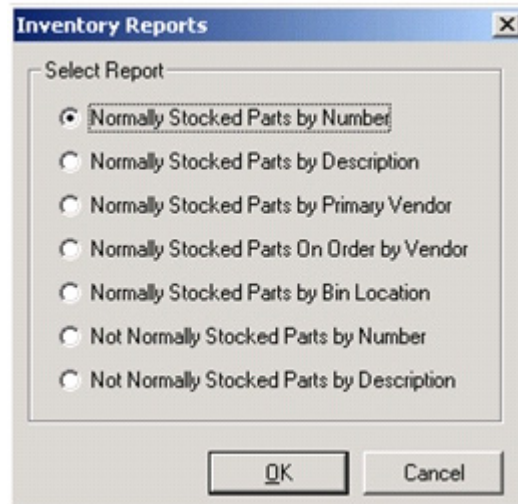 Inventory Reports
Select Report
Normally Stocked Parts by Number
Normally Stocked Parts by Description
Normally Stocked Parts by Primary Vendor
Normally Stocked Parts On Order by Vendor
Normally Stocked Parts by Bin Location
Not Normally Stocked Parts by Number
Not Normally Stocked Parts by Description
OK Cancel